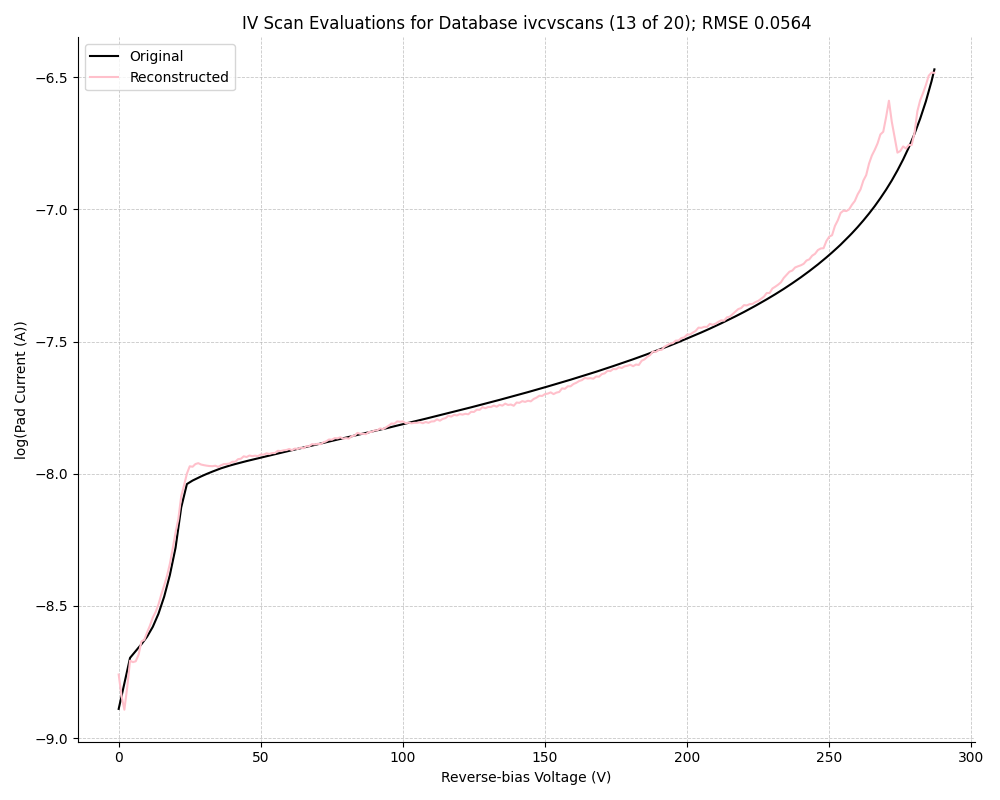 IV Scan Evaluations for Database ivcvscans (13 of 20); RMSE 0.0564
Original
Reconstructed
−6.5
−7.0
−7.5
−8.0
−8.5
−9.0
log(Pad Current (A))
0
50
100
150
200
250
300
Reverse-bias Voltage (V)